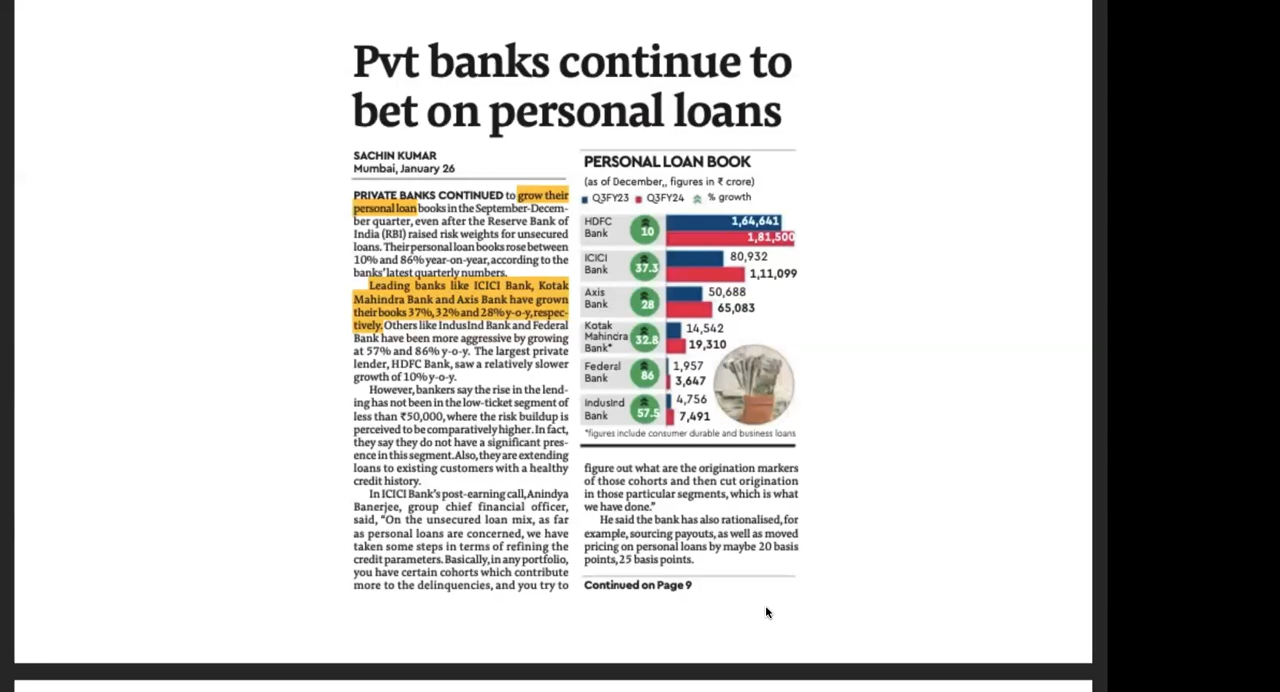 Pvt banks continue to
bet on personal loans
SACHIN KUMAR
Mumbai, January 26
PRIVATE BANKS CONTINUED to grow their
personal loan books in the September-Decem-
ber quarter, even after the Reserve Bank of
India (RBI) raised risk weights for unsecured
loans. Their personal loan books rose between
10% and 86% year-on-year, according to the
banks' latest quarterly numbers.
Leading banks like ICICI Bank, Kotak
Mahindra Bank and Axis Bank have grown
their books 37%, 32% and 28% y-o-y, respec-
tively. Others like IndusInd Bank and Federal
Bank have been more aggressive by growing
at 57% and 86% y-o-y. The largest private
lender, HDFC Bank, saw a relatively slower
growth of 10% y-o-y.
However, bankers say the rise in the lend-
ing has not been in the low-ticket segment of
less than ₹50,000, where the risk buildup is
perceived to be comparatively higher. In fact,
they say they do not have a significant pres-
ence in this segment. Also, they are extending
loans to existing customers with a healthy
credit history.
In ICICI Bank's post-earning call, Anindya
Banerjee, group chief financial officer,
said, "On the unsecured loan mix, as far
as personal loans are concerned, we have
taken some steps in terms of refining the
credit parameters. Basically, in any portfolio,
you have certain cohorts which contribute
more to the delinquencies, and you try to
PERSONAL LOAN BOOK
(as of December,, figures in ₹ crore)
Q3FY23 Q3FY24 % growth
HDFC
Bank
10
1,64,641
1,81,500
ICICI
Bank
37.3
80,932
1,11,099
Axis
Bank
28
50,688
65,083
Kotak
Mahindra
Bank*
32.8
14,542
19,310
Federal
Bank
86
1,957
3,647
IndusInd
Bank
57.5
4,756
7,491
*figures include consumer durable and business loans
figure out what are the origination markers
of those cohorts and then cut origination
in those particular segments, which is what
we have done."
He said the bank has also rationalised, for
example, sourcing payouts, as well as moved
pricing on personal loans by maybe 20 basis
points, 25 basis points.
Continued on Page 9